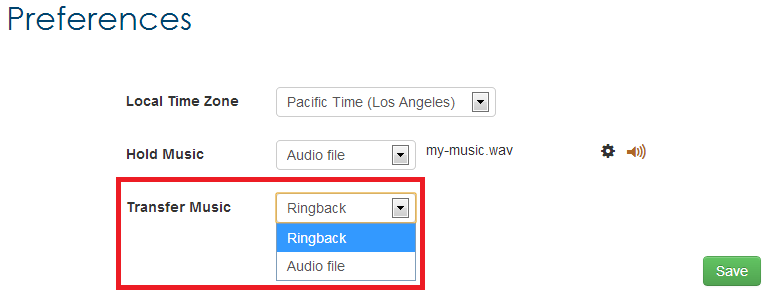 Preferences
Local Time Zone Pacific Time (Los Angeles)
Hold Music Audio file my-music.wav
Transfer Music Ringback
Ringback
Audio file
Save